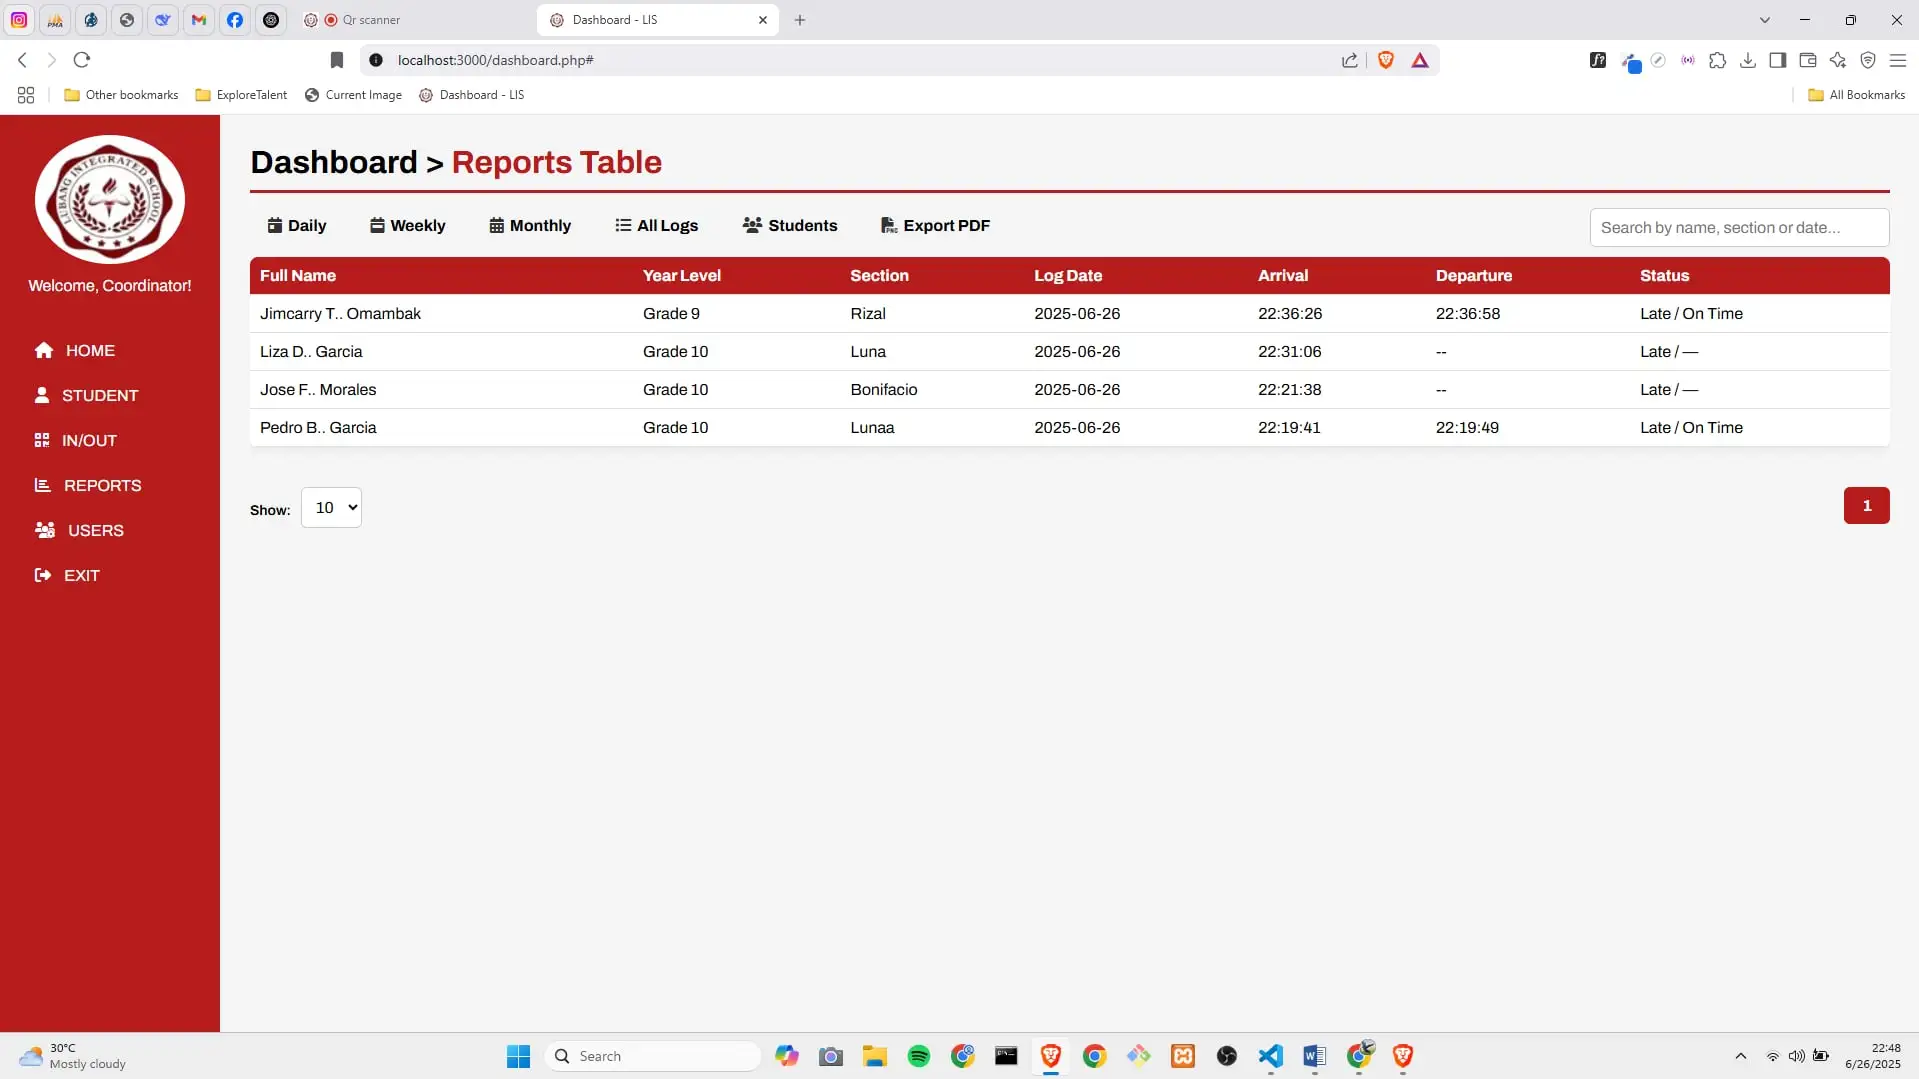 Qr scanner
Dashboard - LIS
localhost:3000/dashboard.php#
Other bookmarks
ExploreTalent
Current Image
Dashboard - LIS
All Bookmarks
LUBANG INTEGRATED SCHOOL
Welcome, Coordinator!
HOME
STUDENT
IN/OUT
REPORTS
USERS
EXIT
Dashboard > Reports Table
Daily Weekly Monthly All Logs Students Export PDF
Search by name, section or date...
Full Name Year Level Section Log Date Arrival Departure Status
Jimcarry T.. Omambak Grade 9 Rizal 2025-06-26 22:36:26 22:36:58 Late / On Time
Liza D.. Garcia Grade 10 Luna 2025-06-26 22:31:06 -- Late / —
Jose F.. Morales Grade 10 Bonifacio 2025-06-26 22:21:38 -- Late / —
Pedro B.. Garcia Grade 10 Lunaa 2025-06-26 22:19:41 22:19:49 Late / On Time
Show: 10
1
30°C
Mostly cloudy
Search
22:48
6/26/2025